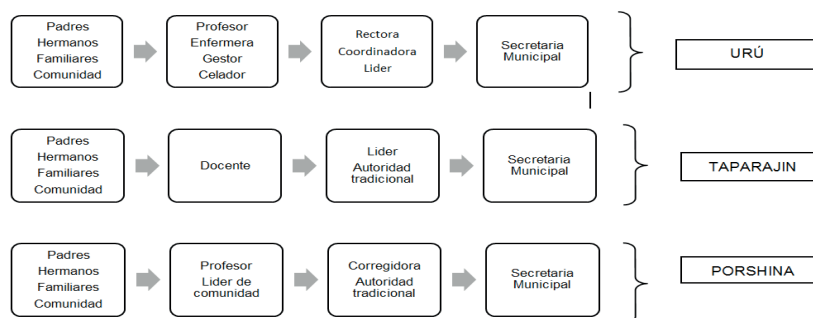 Padres
Hermanos
Familiares
Comunidad
Profesor
Enfermera
Gestor
Celador
Rectora
Coordinadora
Lider
Secretaria
Municipal
URÚ
Padres
Hermanos
Familiares
Comunidad
Docente
Lider
Autoridad
tradicional
Secretaria
Municipal
TAPARAJIN
Padres
Hermanos
Familiares
Comunidad
Profesor
Lider de
comunidad
Corregidora
Autoridad
tradicional
Secretaria
Municipal
PORSHINA